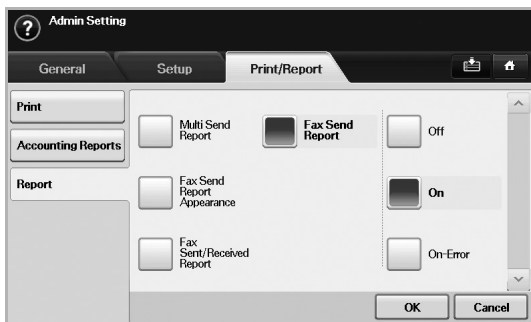 ? Admin Setting
General Setup Print/Report
Print
Accounting Reports
Report
Multi Send
Report
Fax Send
Report
Off
Fax Send
Report
Appearance
On
Fax
Sent/Received
Report
On-Error
OK Cancel